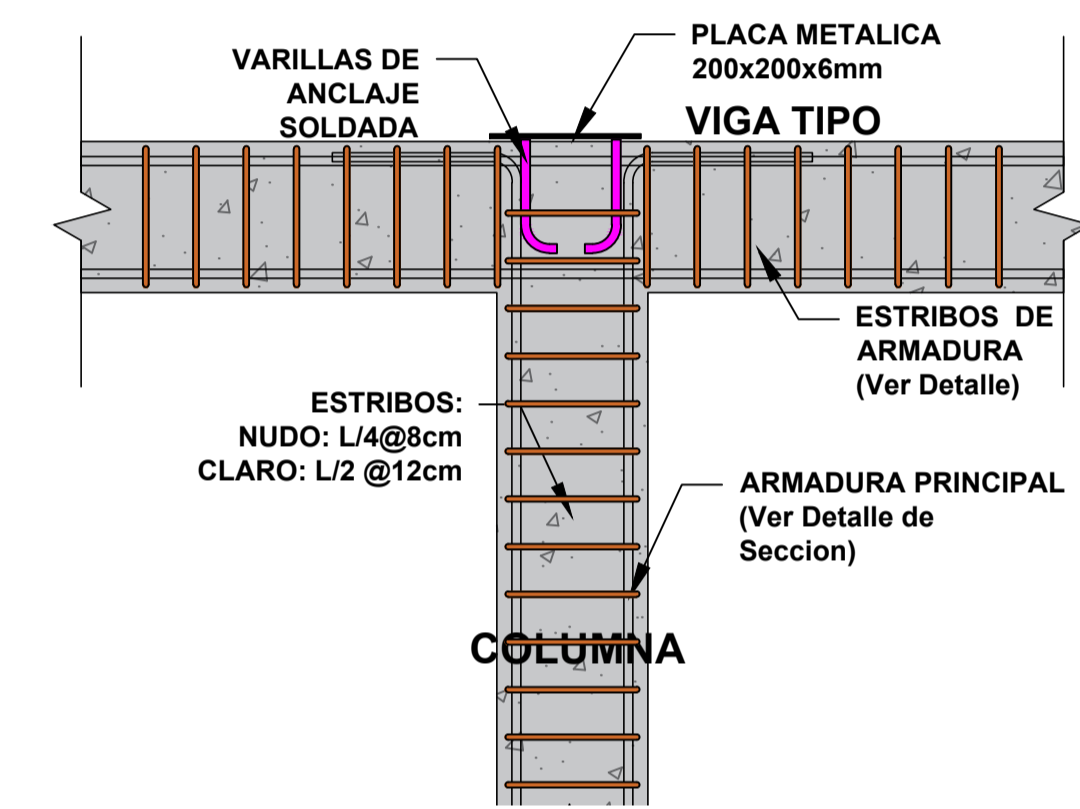 VARILLAS DE
ANCLAJE
SOLDADA
PLACA METALICA
200x200x6mm
VIGA TIPO
ESTRIBOS DE
ARMADURA
(Ver Detalle)
ESTRIBOS:
NUDO: L/4@8cm
CLARO: L/2 @12cm
ARMADURA PRINCIPAL
(Ver Detalle de
Seccion)
COLUMNA